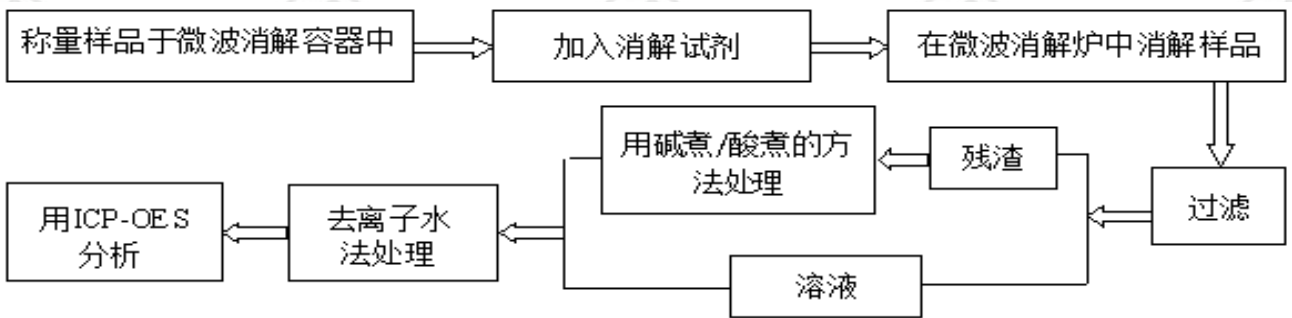 称量样品于微波消解容器中
加入消解试剂
在微波消解炉中消解样品
过滤
残渣
用碱煮/酸煮的方
法处理
溶液
去离子水
法处理
用ICP-OES
分析